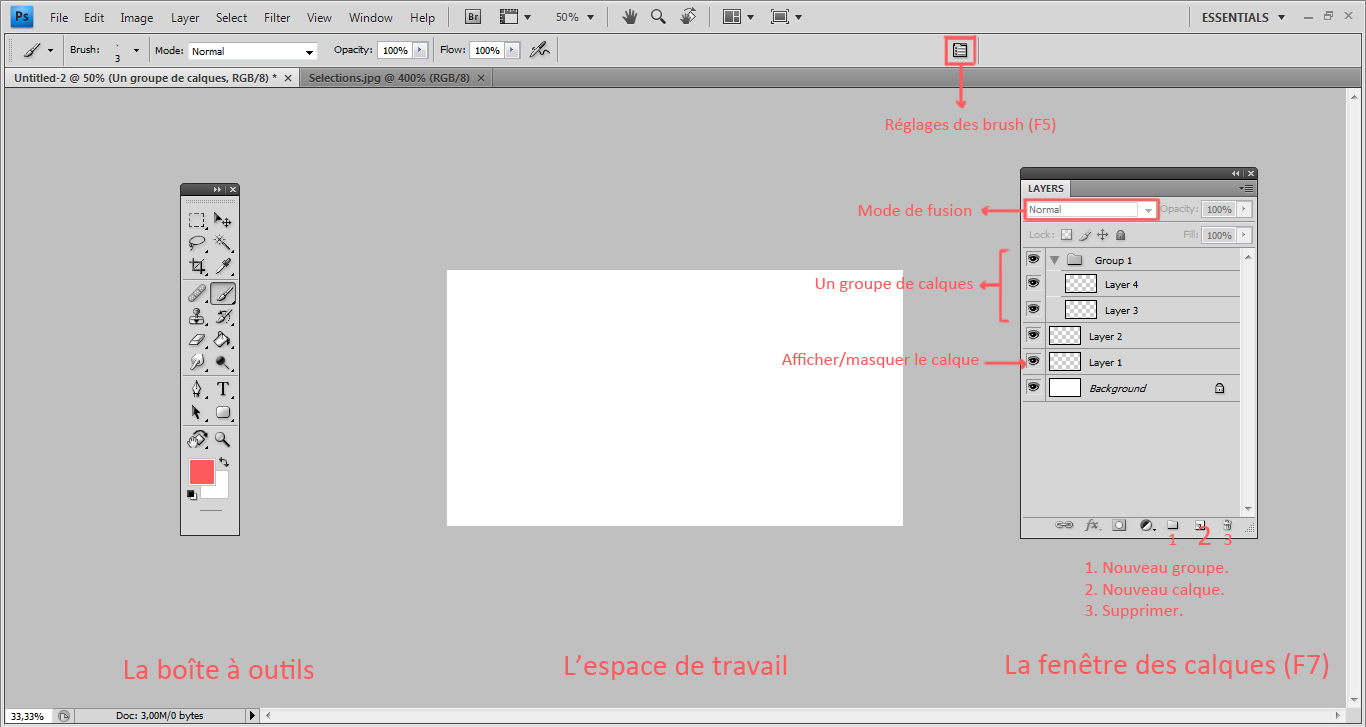 Ps File Edit Image Layer Select Filter View Window Help Br 50% ESSENTIALS
Brush: 3 Mode: Normal Opacity: 100% Flow: 100%
Untitled-2 @ 50% (Un groupe de calques, RGB/8) * × Selections.jpg @ 400% (RGB/8) ×
Réglages des brush (F5)
LAYERS
Mode de fusion Normal Opacity: 100%
Lock: Fill: 100%
Group 1
Un groupe de calques Layer 4
Layer 3
Layer 2
Afficher/masquer le calque Layer 1
Background
T
fx
1 2 3
1. Nouveau groupe.
2. Nouveau calque.
3. Supprimer.
La boîte à outils L’espace de travail La fenêtre des calques (F7)
33,33% Doc: 3,00M/0 bytes